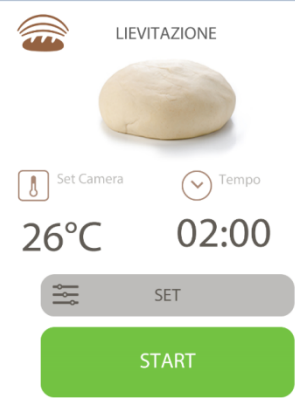 LIEVITAZIONE
Set Camera
Tempo
26°C
02:00
SET
START